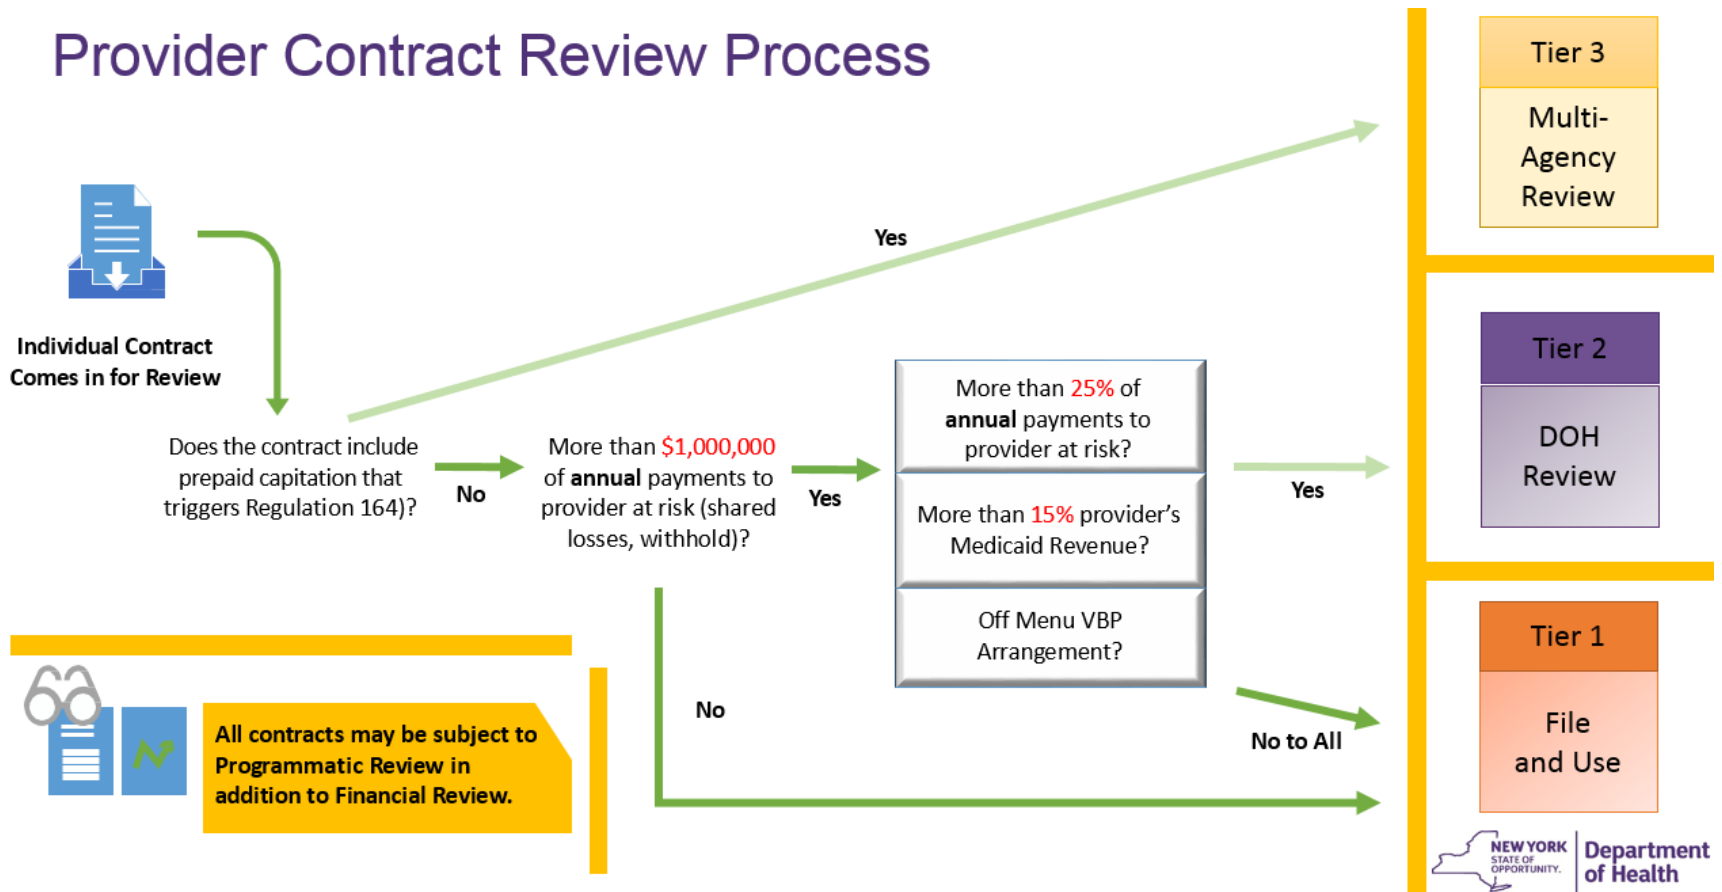 Provider Contract Review Process
Individual Contract
Comes in for Review
Does the contract include
prepaid capitation that
triggers Regulation 164)?
Yes
No
More than $1,000,000
of annual payments to
provider at risk (shared
losses, withhold)?
Yes
No
More than 25% of
annual payments to
provider at risk?
More than 15% provider's
Medicaid Revenue?
Off Menu VBP
Arrangement?
Yes
No to All
Tier 3
Multi-
Agency
Review
Tier 2
DOH
Review
Tier 1
File
and Use
All contracts may be subject to
Programmatic Review in
addition to Financial Review.
NEW YORK
STATE OF
OPPORTUNITY.
Department
of Health